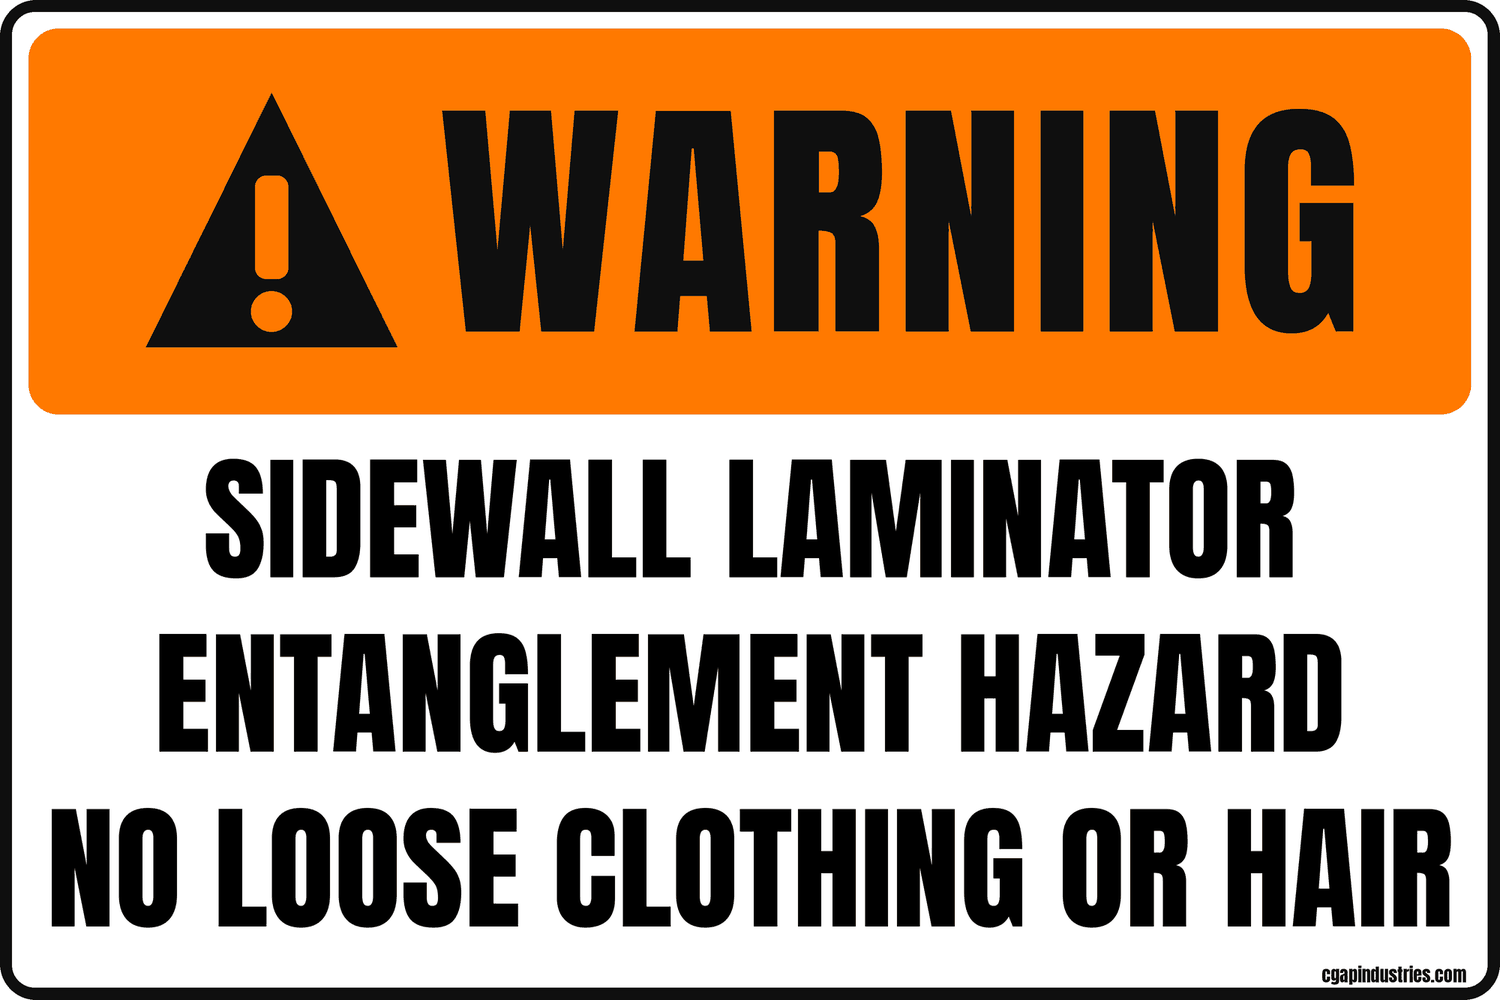 WARNING
SIDEWALL LAMINATOR
ENTANGLEMENT HAZARD
NO LOOSE CLOTHING OR HAIR
cgapindustries.com